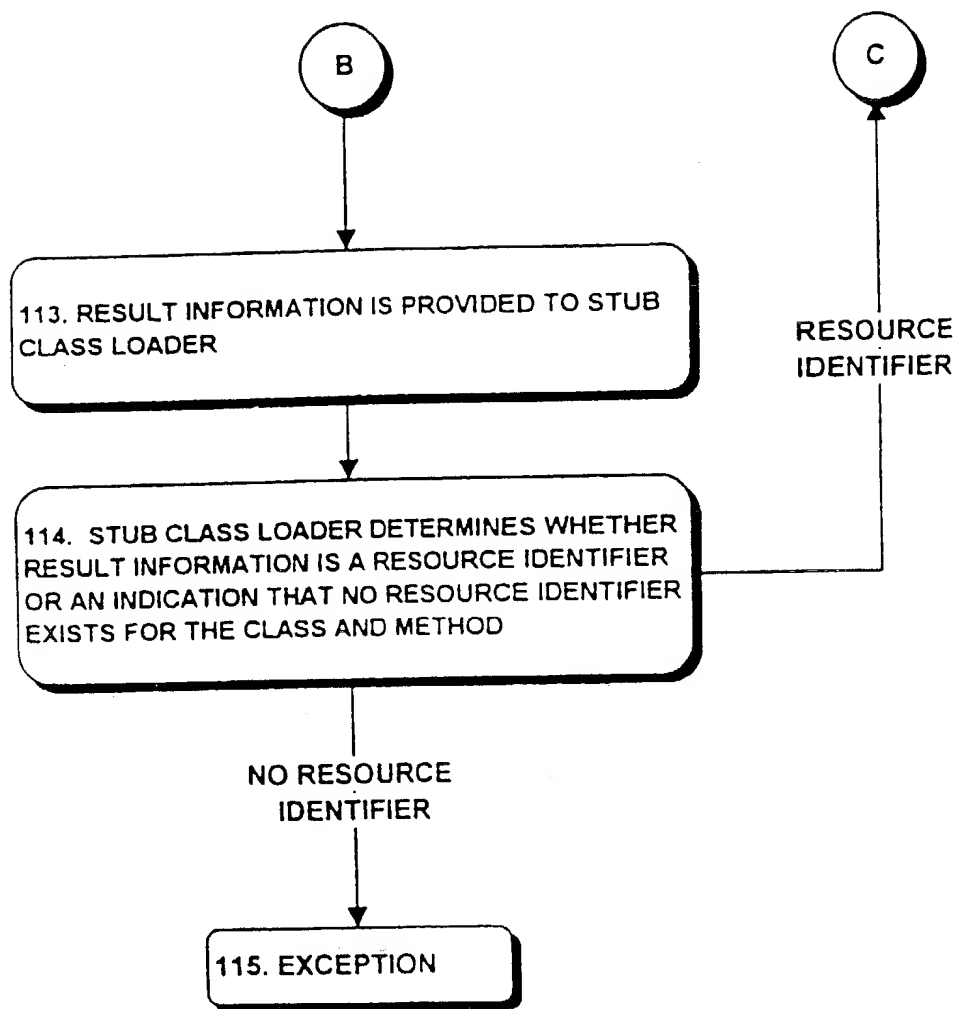 B
C
113. RESULT INFORMATION IS PROVIDED TO STUB
CLASS LOADER
RESOURCE
IDENTIFIER
114. STUB CLASS LOADER DETERMINES WHETHER
RESULT INFORMATION IS A RESOURCE IDENTIFIER
OR AN INDICATION THAT NO RESOURCE IDENTIFIER
EXISTS FOR THE CLASS AND METHOD
NO RESOURCE
IDENTIFIER
115. EXCEPTION